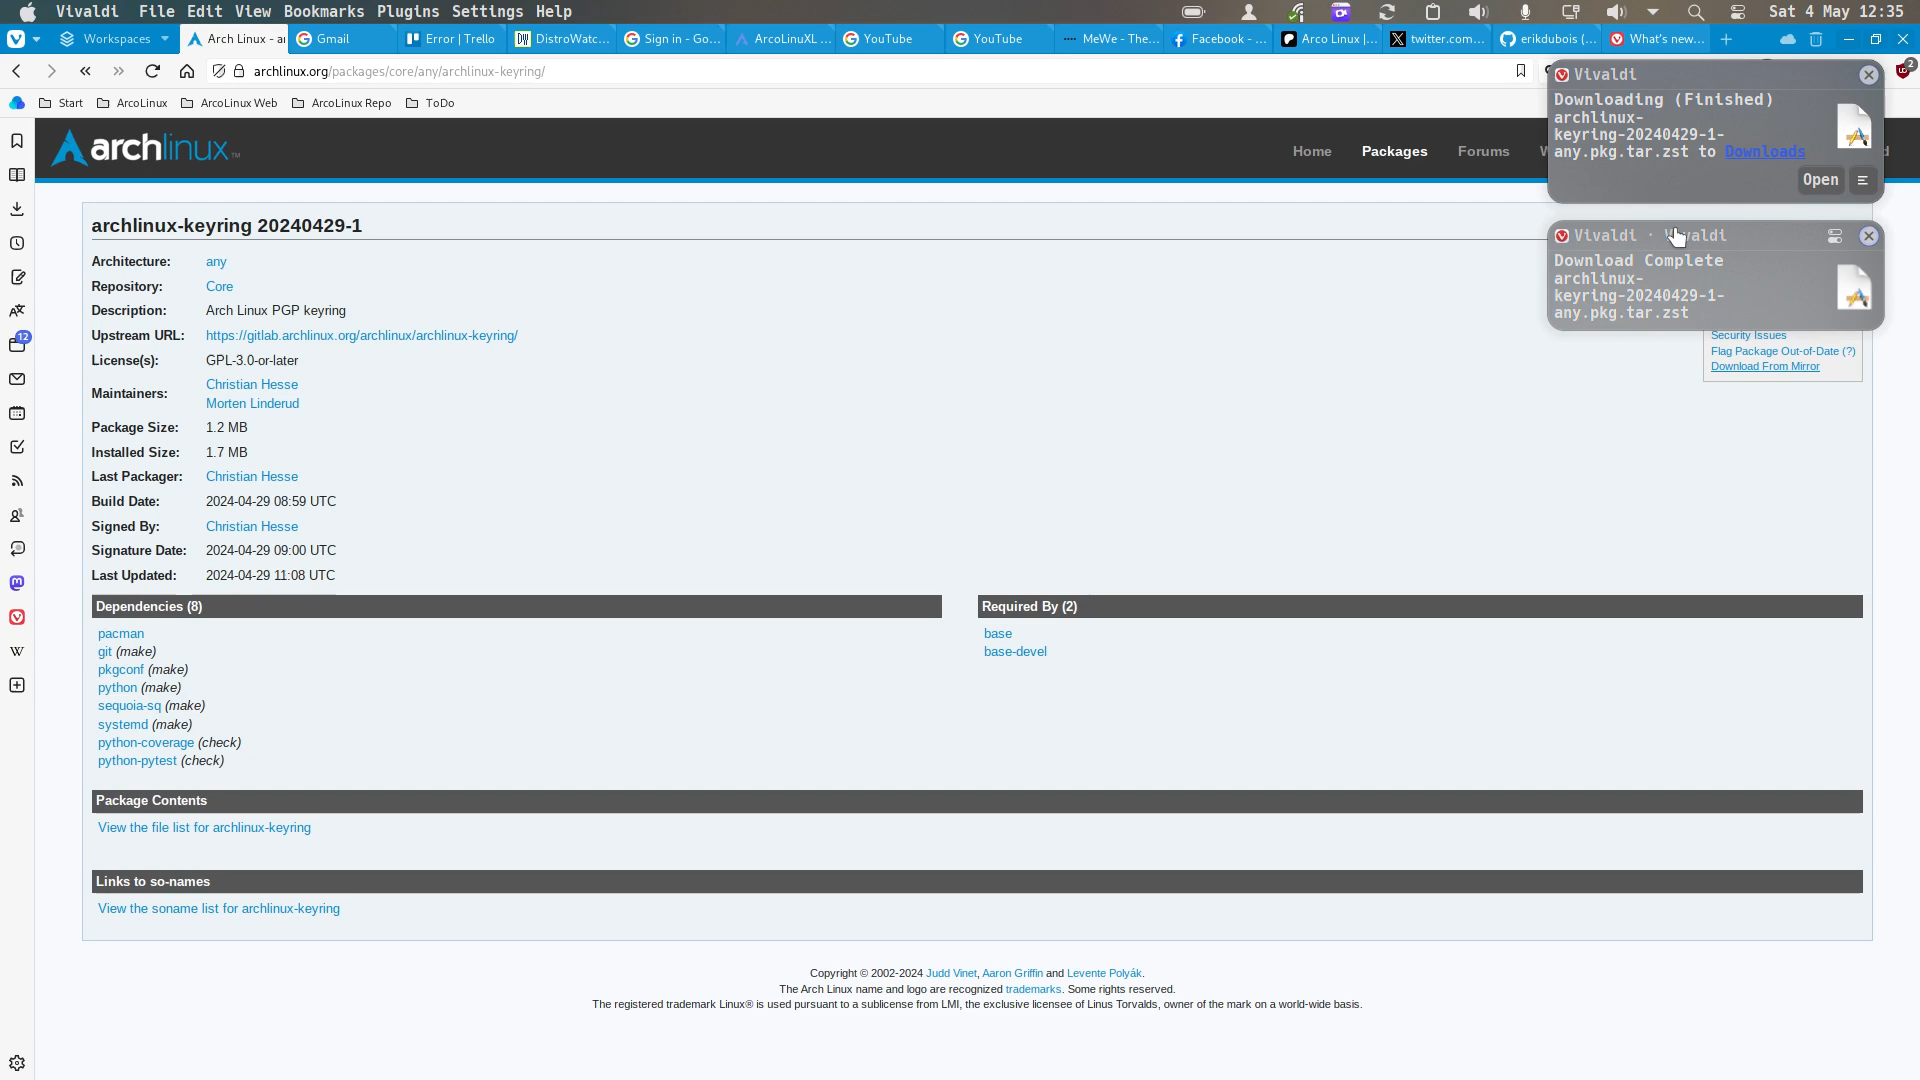 Vivaldi File Edit View Bookmarks Plugins Settings Help
Sat 4 May 12:35
Workspaces
Arch Linux - ar
Gmail
Error | Trello
DistroWatc...
Sign in - Go...
ArcoLinuXL ...
YouTube
YouTube
MeWe - The...
Facebook - ...
Arco Linux |...
twitter.com...
erikdubois (...
What's new...
archlinux.org/packages/core/any/archlinux-keyring/
2
Start
ArcoLinux
ArcoLinux Web
ArcoLinux Repo
ToDo
Vivaldi
Downloading (Finished)
archlinux-
keyring-20240429-1-
any.pkg.tar.zst to Downloads
Open
archlinux
TM
Home
Packages
Forums
Vivaldi ·
Download Complete
archlinux-
keyring-20240429-1-
any.pkg.tar.zst
Security Issues
Flag Package Out-of-Date (?)
Download From Mirror
12
archlinux-keyring 20240429-1
Architecture: any
Repository: Core
Description: Arch Linux PGP keyring
Upstream URL: https://gitlab.archlinux.org/archlinux/archlinux-keyring/
License(s): GPL-3.0-or-later
Maintainers: Christian Hesse
Morten Linderud
Package Size: 1.2 MB
Installed Size: 1.7 MB
Last Packager: Christian Hesse
Build Date: 2024-04-29 08:59 UTC
Signed By: Christian Hesse
Signature Date: 2024-04-29 09:00 UTC
Last Updated: 2024-04-29 11:08 UTC
Dependencies (8)
pacman
git (make)
pkgconf (make)
python (make)
sequoia-sq (make)
systemd (make)
python-coverage (check)
python-pytest (check)
Required By (2)
base
base-devel
Package Contents
View the file list for archlinux-keyring
Links to so-names
View the soname list for archlinux-keyring
Copyright © 2002-2024 Judd Vinet, Aaron Griffin and Levente Polyák.
The Arch Linux name and logo are recognized trademarks. Some rights reserved.
The registered trademark Linux® is used pursuant to a sublicense from LMI, the exclusive licensee of Linus Torvalds, owner of the mark on a world-wide basis.